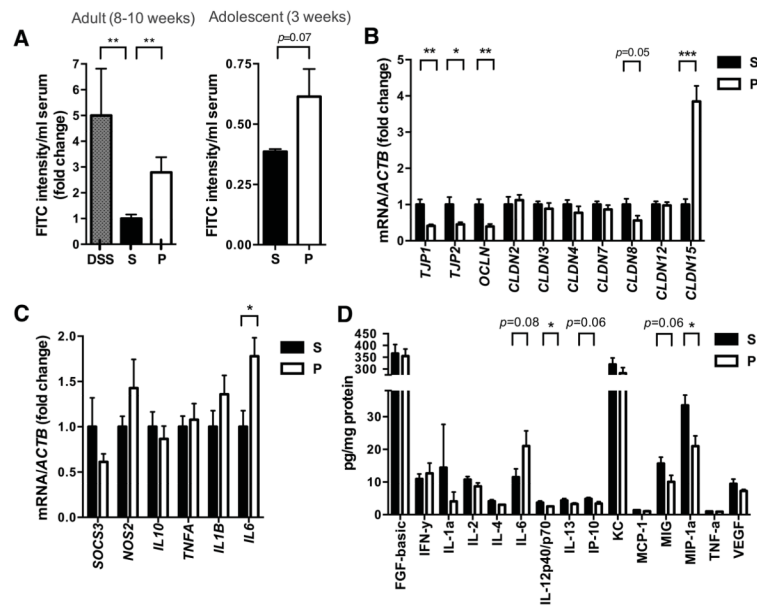 A
Adult (8-10 weeks)
Adolescent (3 weeks)
**
**
p=0.07
FITC intensity/ml serum
(fold change)
7
6
5
4
3
2
1
0
DSS
S
P
FITC intensity/ml serum
0.75
0.50
0.25
0.00
S
P
B
**
*
**
p=0.05
***
S
P
mRNA/ACTB (fold change)
5
4
3
2
1
0
TJP1
TJP2
OCLN
CLDN2
CLDN3
CLDN4
CLDN7
CLDN8
CLDN12
CLDN15
C
*
S
P
mRNA/ACTB (fold change)
2.0
1.5
1.0
0.5
0.0
SOCS3
NOS2
IL10
TNFA
IL1B
IL6
D
p=0.08
*
p=0.06
p=0.06
*
S
P
pg/mg protein
450
350
250
150
30
20
10
0
FGF-basic
IFN-y
IL-1a
IL-2
IL-4
IL-6
IL-12p40/p70
IL-13
IP-10
KC
MCP-1
MIG
MIP-1a
TNF-a
VEGF